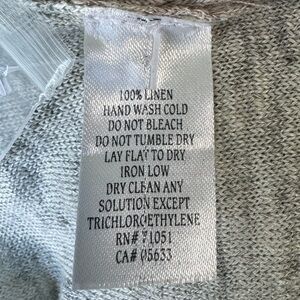 100% LINEN
HAND WASH COLD
DO NOT BLEACH
DO NOT TUMBLE DRY
LAY FLAT TO DRY
IRON LOW
DRY CLEAN ANY
SOLUTION EXCEPT
TRICHLOROETHYLENE
RN# 71051
CA# 05633